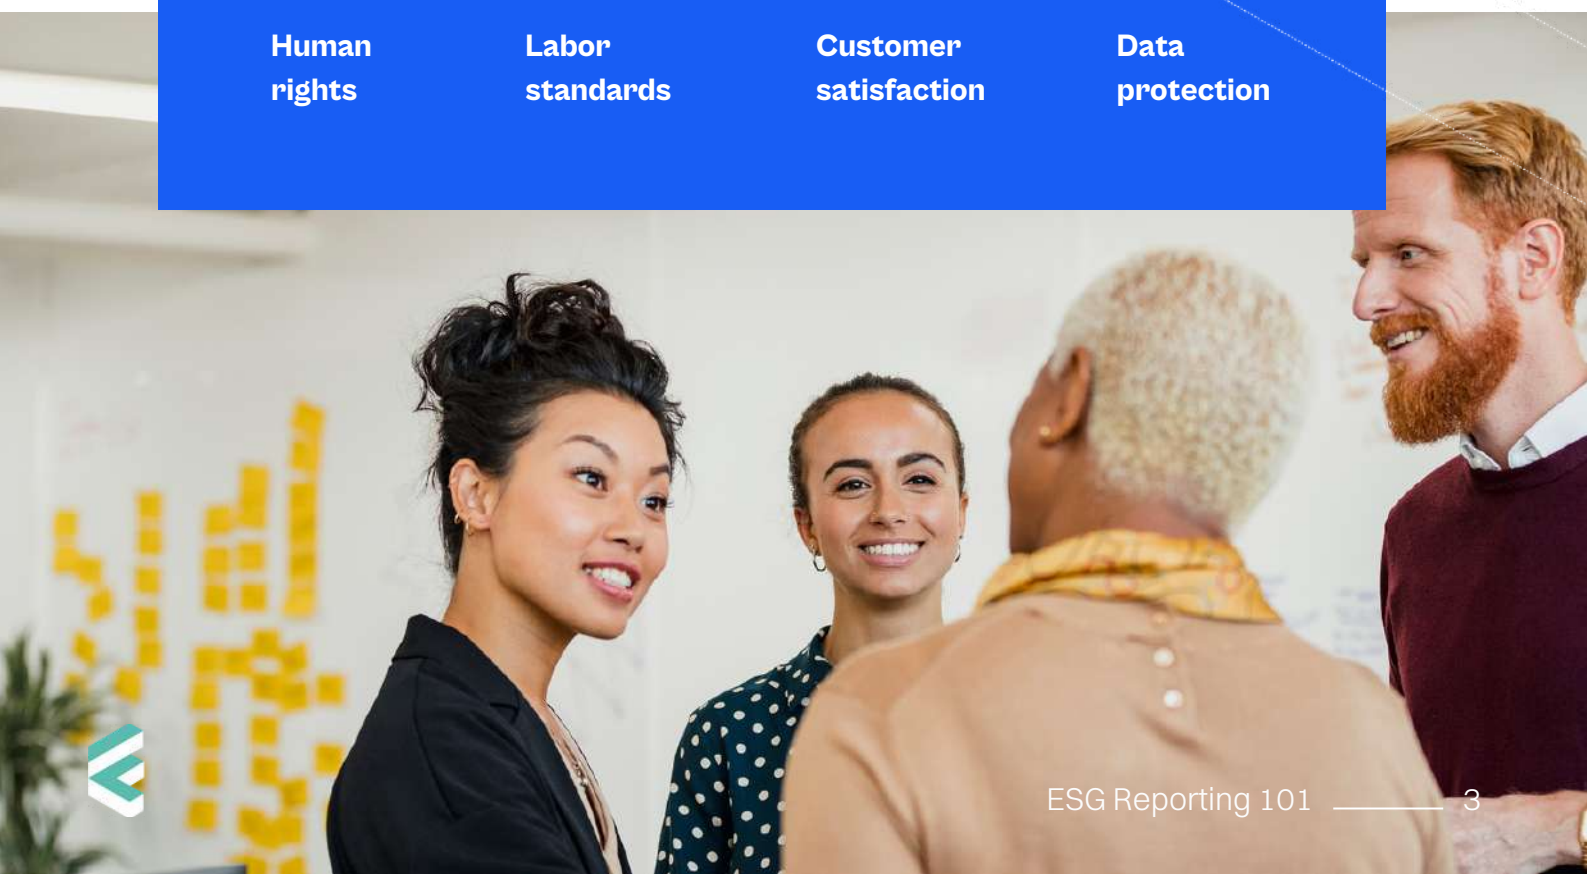 Human rights
Labor standards
Customer satisfaction
Data protection
ESG Reporting 101 3